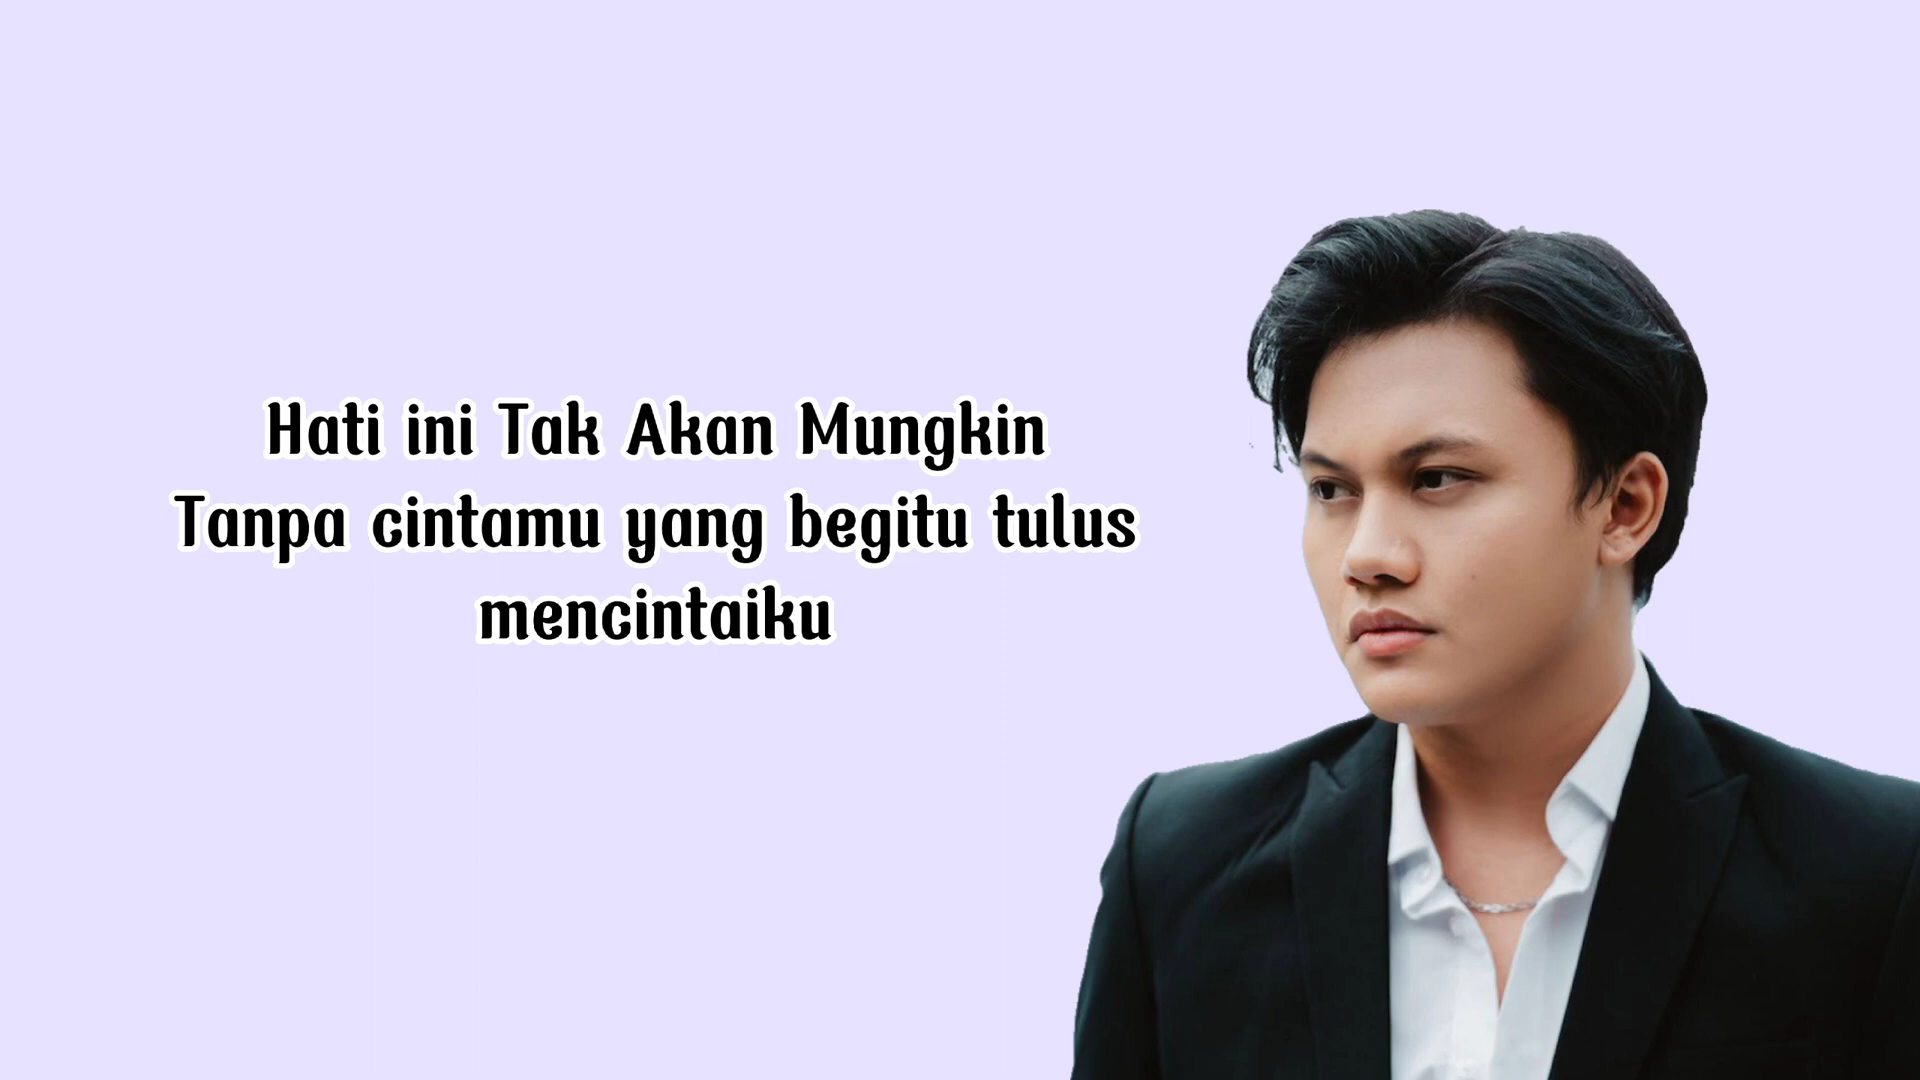 Hati ini Tak Akan Mungkin
Tanpa cintamu yang begitu tulus
mencintaiku